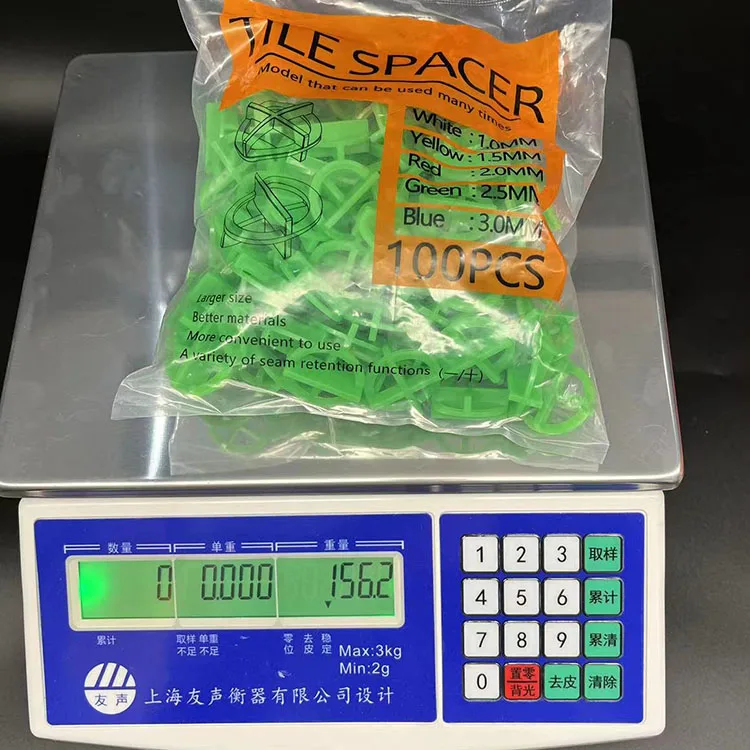 TILE SPACER
Model that can be used many times
White : 1.0MM
Yellow : 1.5MM
Red : 2.0MM
Green : 2.5MM
Blue : 3.0MM
100PCS
Larger size
Better materials
More convenient to use
A variety of seam retention functions (—/+)
数量 单重 重量
0 0.000 156.2
累计 取样不足 单重不足 零位 去皮 稳定
Max:3kg
Min:2g
友声
上海友声衡器有限公司设计
1 2 3 取样
4 5 6 累计
7 8 9 累清
0 置零 背光 去皮 清除